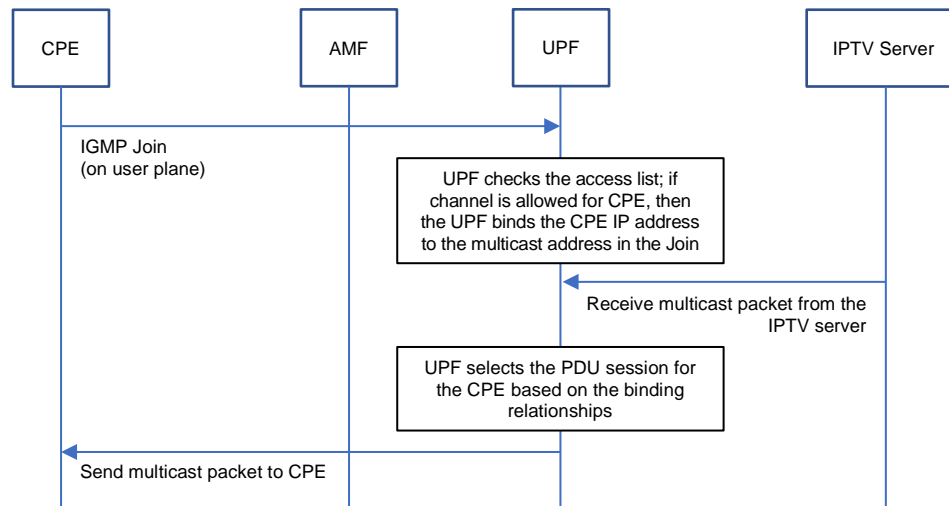 CPE
AMF
UPF
IPTV Server
IGMP Join
(on user plane)
UPF checks the access list; if
channel is allowed for CPE, then
the UPF binds the CPE IP address
to the multicast address in the Join
Receive multicast packet from the
IPTV server
UPF selects the PDU session for
the CPE based on the binding
relationships
Send multicast packet to CPE